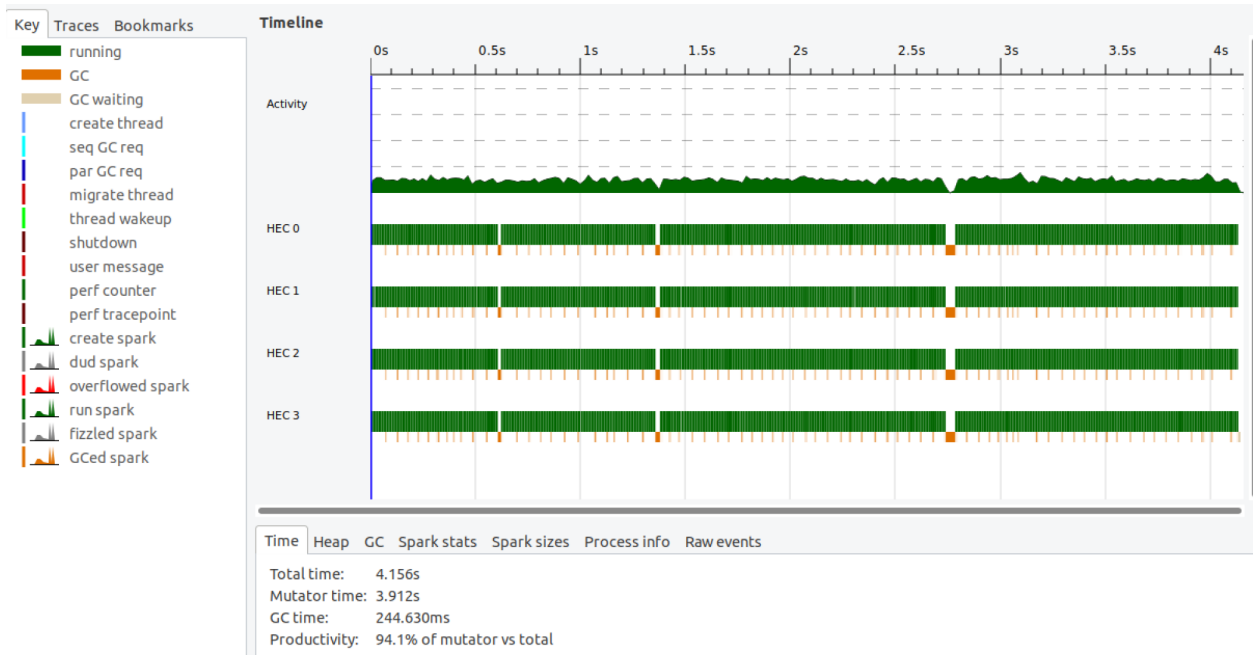 Key Traces Bookmarks
running
GC
GC waiting
create thread
seq GC req
par GC req
migrate thread
thread wakeup
shutdown
user message
perf counter
perf tracepoint
create spark
dud spark
overflowed spark
run spark
fizzled spark
GCed spark
Timeline
0s 0.5s 1s 1.5s 2s 2.5s 3s 3.5s 4s
Activity
HEC 0
HEC 1
HEC 2
HEC 3
Time Heap GC Spark stats Spark sizes Process info Raw events
Total time: 4.156s
Mutator time: 3.912s
GC time: 244.630ms
Productivity: 94.1% of mutator vs total